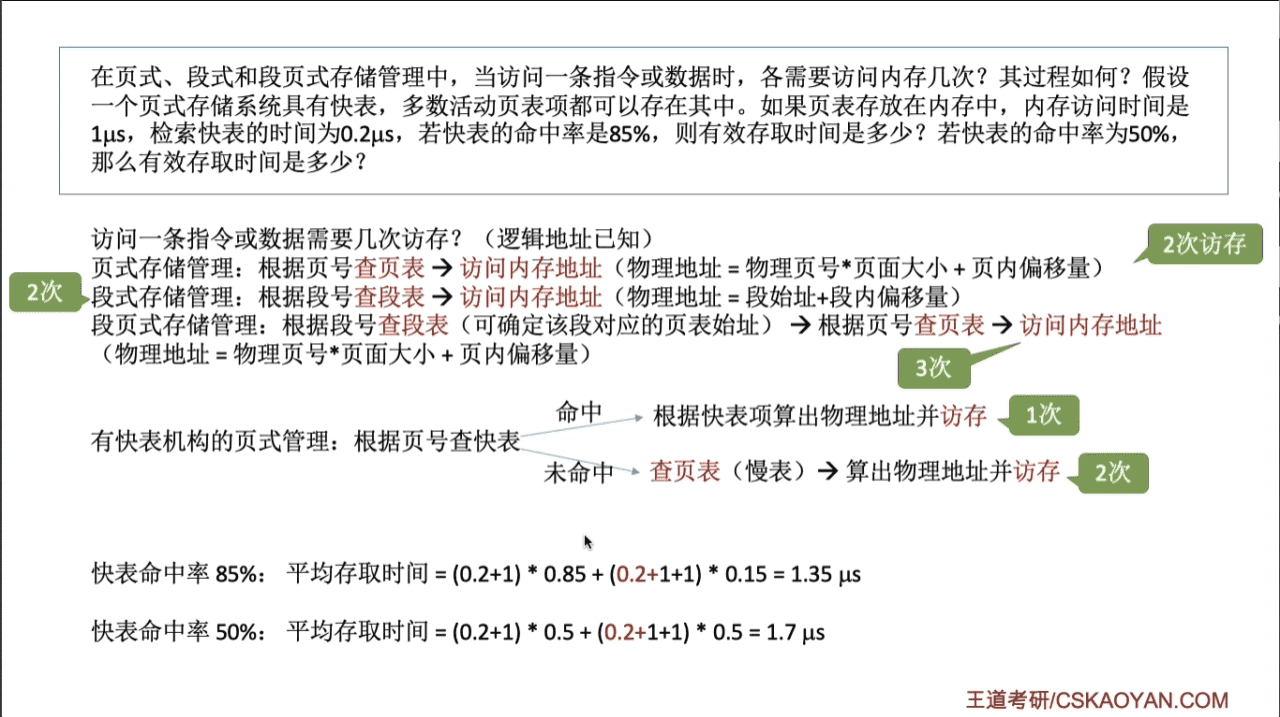 在页式、段式和段页式存储管理中，当访问一条指令或数据时，各需要访问内存几次？其过程如何？假设
一个页式存储系统具有快表，多数活动页表项都可以存在其中。如果页表存放在内存中，内存访问时间是
1μs，检索快表的时间为0.2μs，若快表的命中率是85%，则有效存取时间是多少？若快表的命中率为50%，
那么有效存取时间是多少？
访问一条指令或数据需要几次访存？（逻辑地址已知）
2次访存
页式存储管理：根据页号查页表 → 访问内存地址（物理地址 = 物理页号*页面大小 + 页内偏移量）
2次
段式存储管理：根据段号查段表 → 访问内存地址（物理地址 = 段始址+段内偏移量）
段页式存储管理：根据段号查段表（可确定该段对应的页表始址） → 根据页号查页表 → 访问内存地址
（物理地址 = 物理页号*页面大小 + 页内偏移量）
3次
命中
根据快表项算出物理地址并访存
1次
有快表机构的页式管理：根据页号查快表
未命中
查页表（慢表）→ 算出物理地址并访存
2次
快表命中率 85%： 平均存取时间 = (0.2+1) * 0.85 + (0.2+1+1) * 0.15 = 1.35 μs
快表命中率 50%： 平均存取时间 = (0.2+1) * 0.5 + (0.2+1+1) * 0.5 = 1.7 μs
王道考研/CSKAOYAN.COM